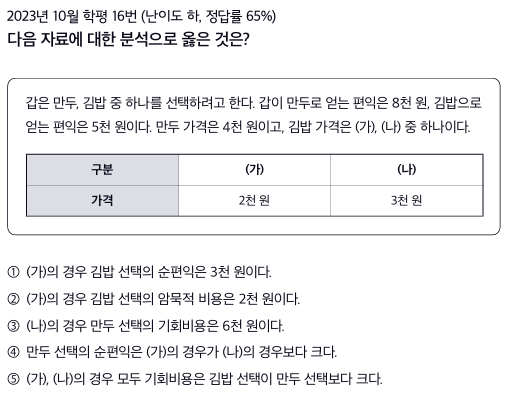 2023년 10월 학평 16번 (난이도 하, 정답률 65%)
다음 자료에 대한 분석으로 옳은 것은?
갑은 만두, 김밥 중 하나를 선택하려고 한다. 갑이 만두로 얻는 편익은 8천 원, 김밥으로
얻는 편익은 5천 원이다. 만두 가격은 4천 원이고, 김밥 가격은 (가), (나) 중 하나이다.
구분 (가) (나)
가격 2천 원 3천 원
① (가)의 경우 김밥 선택의 순편익은 3천 원이다.
② (가)의 경우 김밥 선택의 암묵적 비용은 2천 원이다.
③ (나)의 경우 만두 선택의 기회비용은 6천 원이다.
④ 만두 선택의 순편익은 (가)의 경우가 (나)의 경우보다 크다.
⑤ (가), (나)의 경우 모두 기회비용은 김밥 선택이 만두 선택보다 크다.